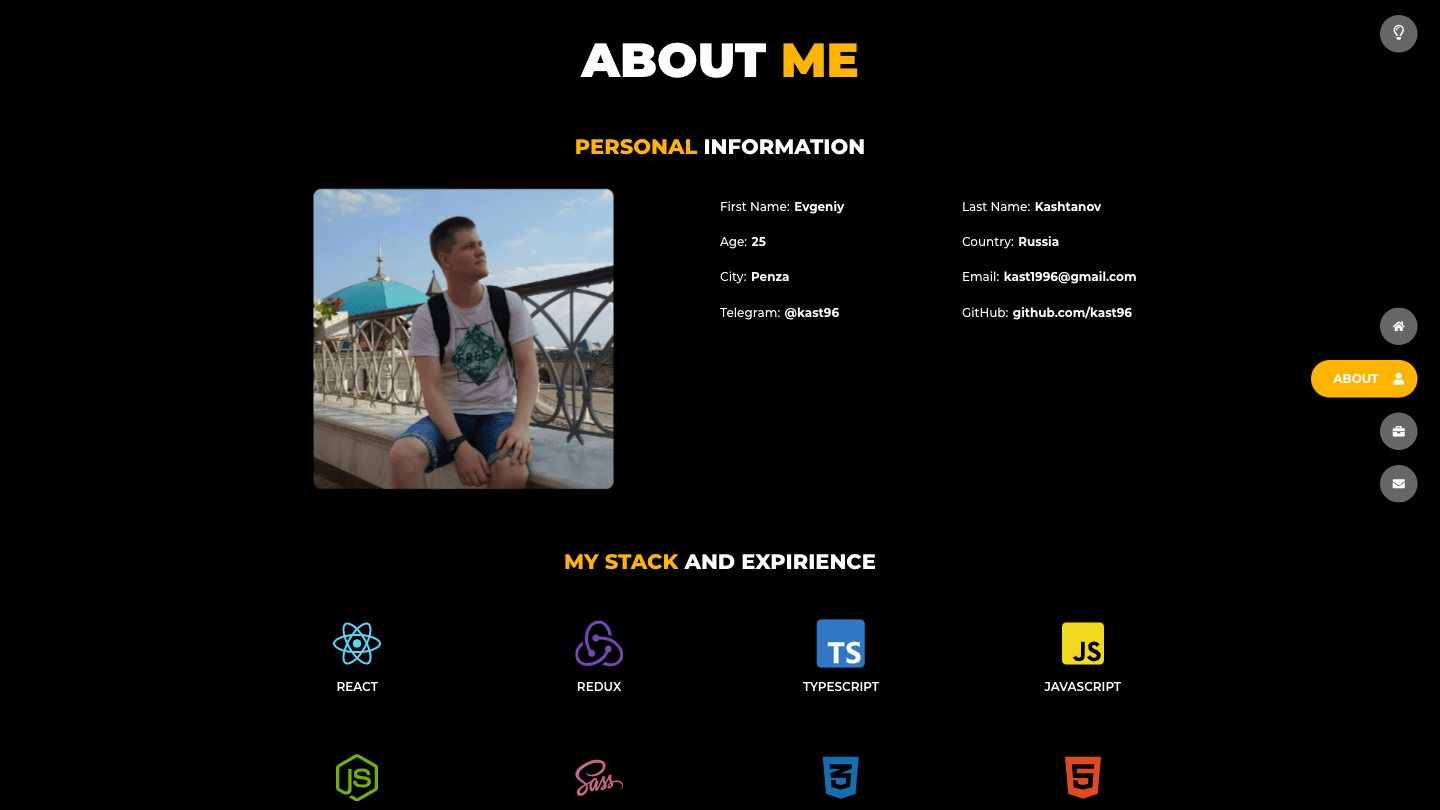 ABOUT ME
PERSONAL INFORMATION
First Name: Evgeniy
Last Name: Kashtanov
Age: 25
Country: Russia
City: Penza
Email: kast1996@gmail.com
Telegram: @kast96
GitHub: github.com/kast96
FRESH
ABOUT
MY STACK AND EXPIRIENCE
TS
JS
REACT
REDUX
TYPESCRIPT
JAVASCRIPT
JS
Sass
3
5